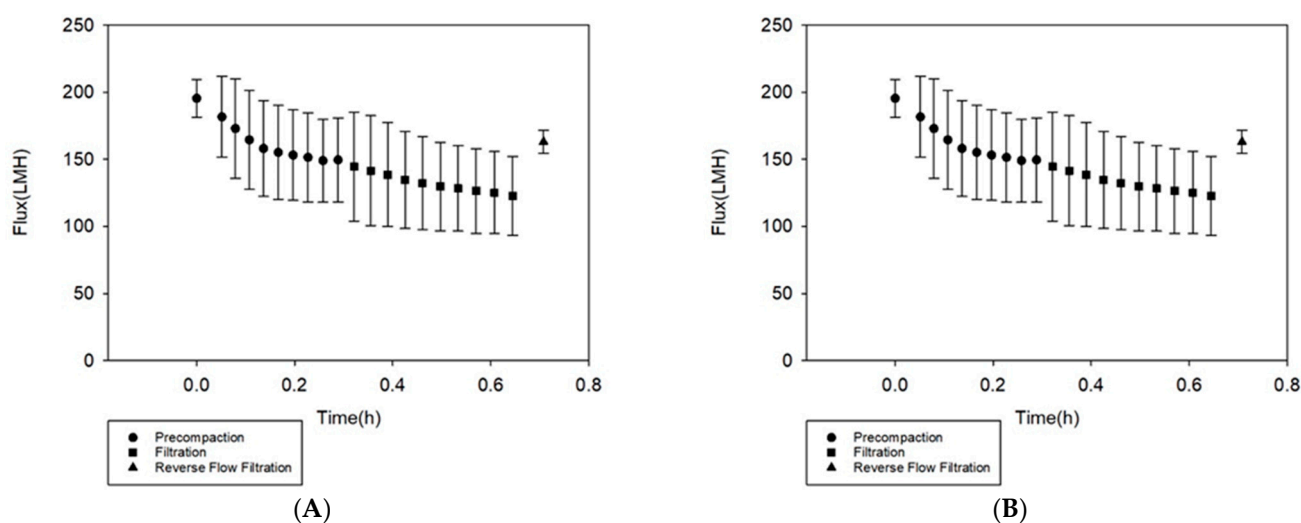 250
200
150
100
50
0
Flux(LMH)
0.0 0.2 0.4 0.6 0.8
Time(h)
Precompaction
Filtration
Reverse Flow Filtration
(A)
250
200
150
100
50
0
Flux(LMH)
0.0 0.2 0.4 0.6 0.8
Time(h)
Precompaction
Filtration
Reverse Flow Filtration
(B)